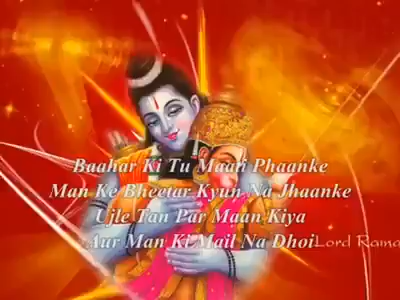 Baahar Ki Tu Maati Phaanke
Man Ke Bheetar Kyun Na Jhaanke
Ujle Tan Par Maan Kiya
Aur Man Ki Mail Na Dhoi
Lord Rama